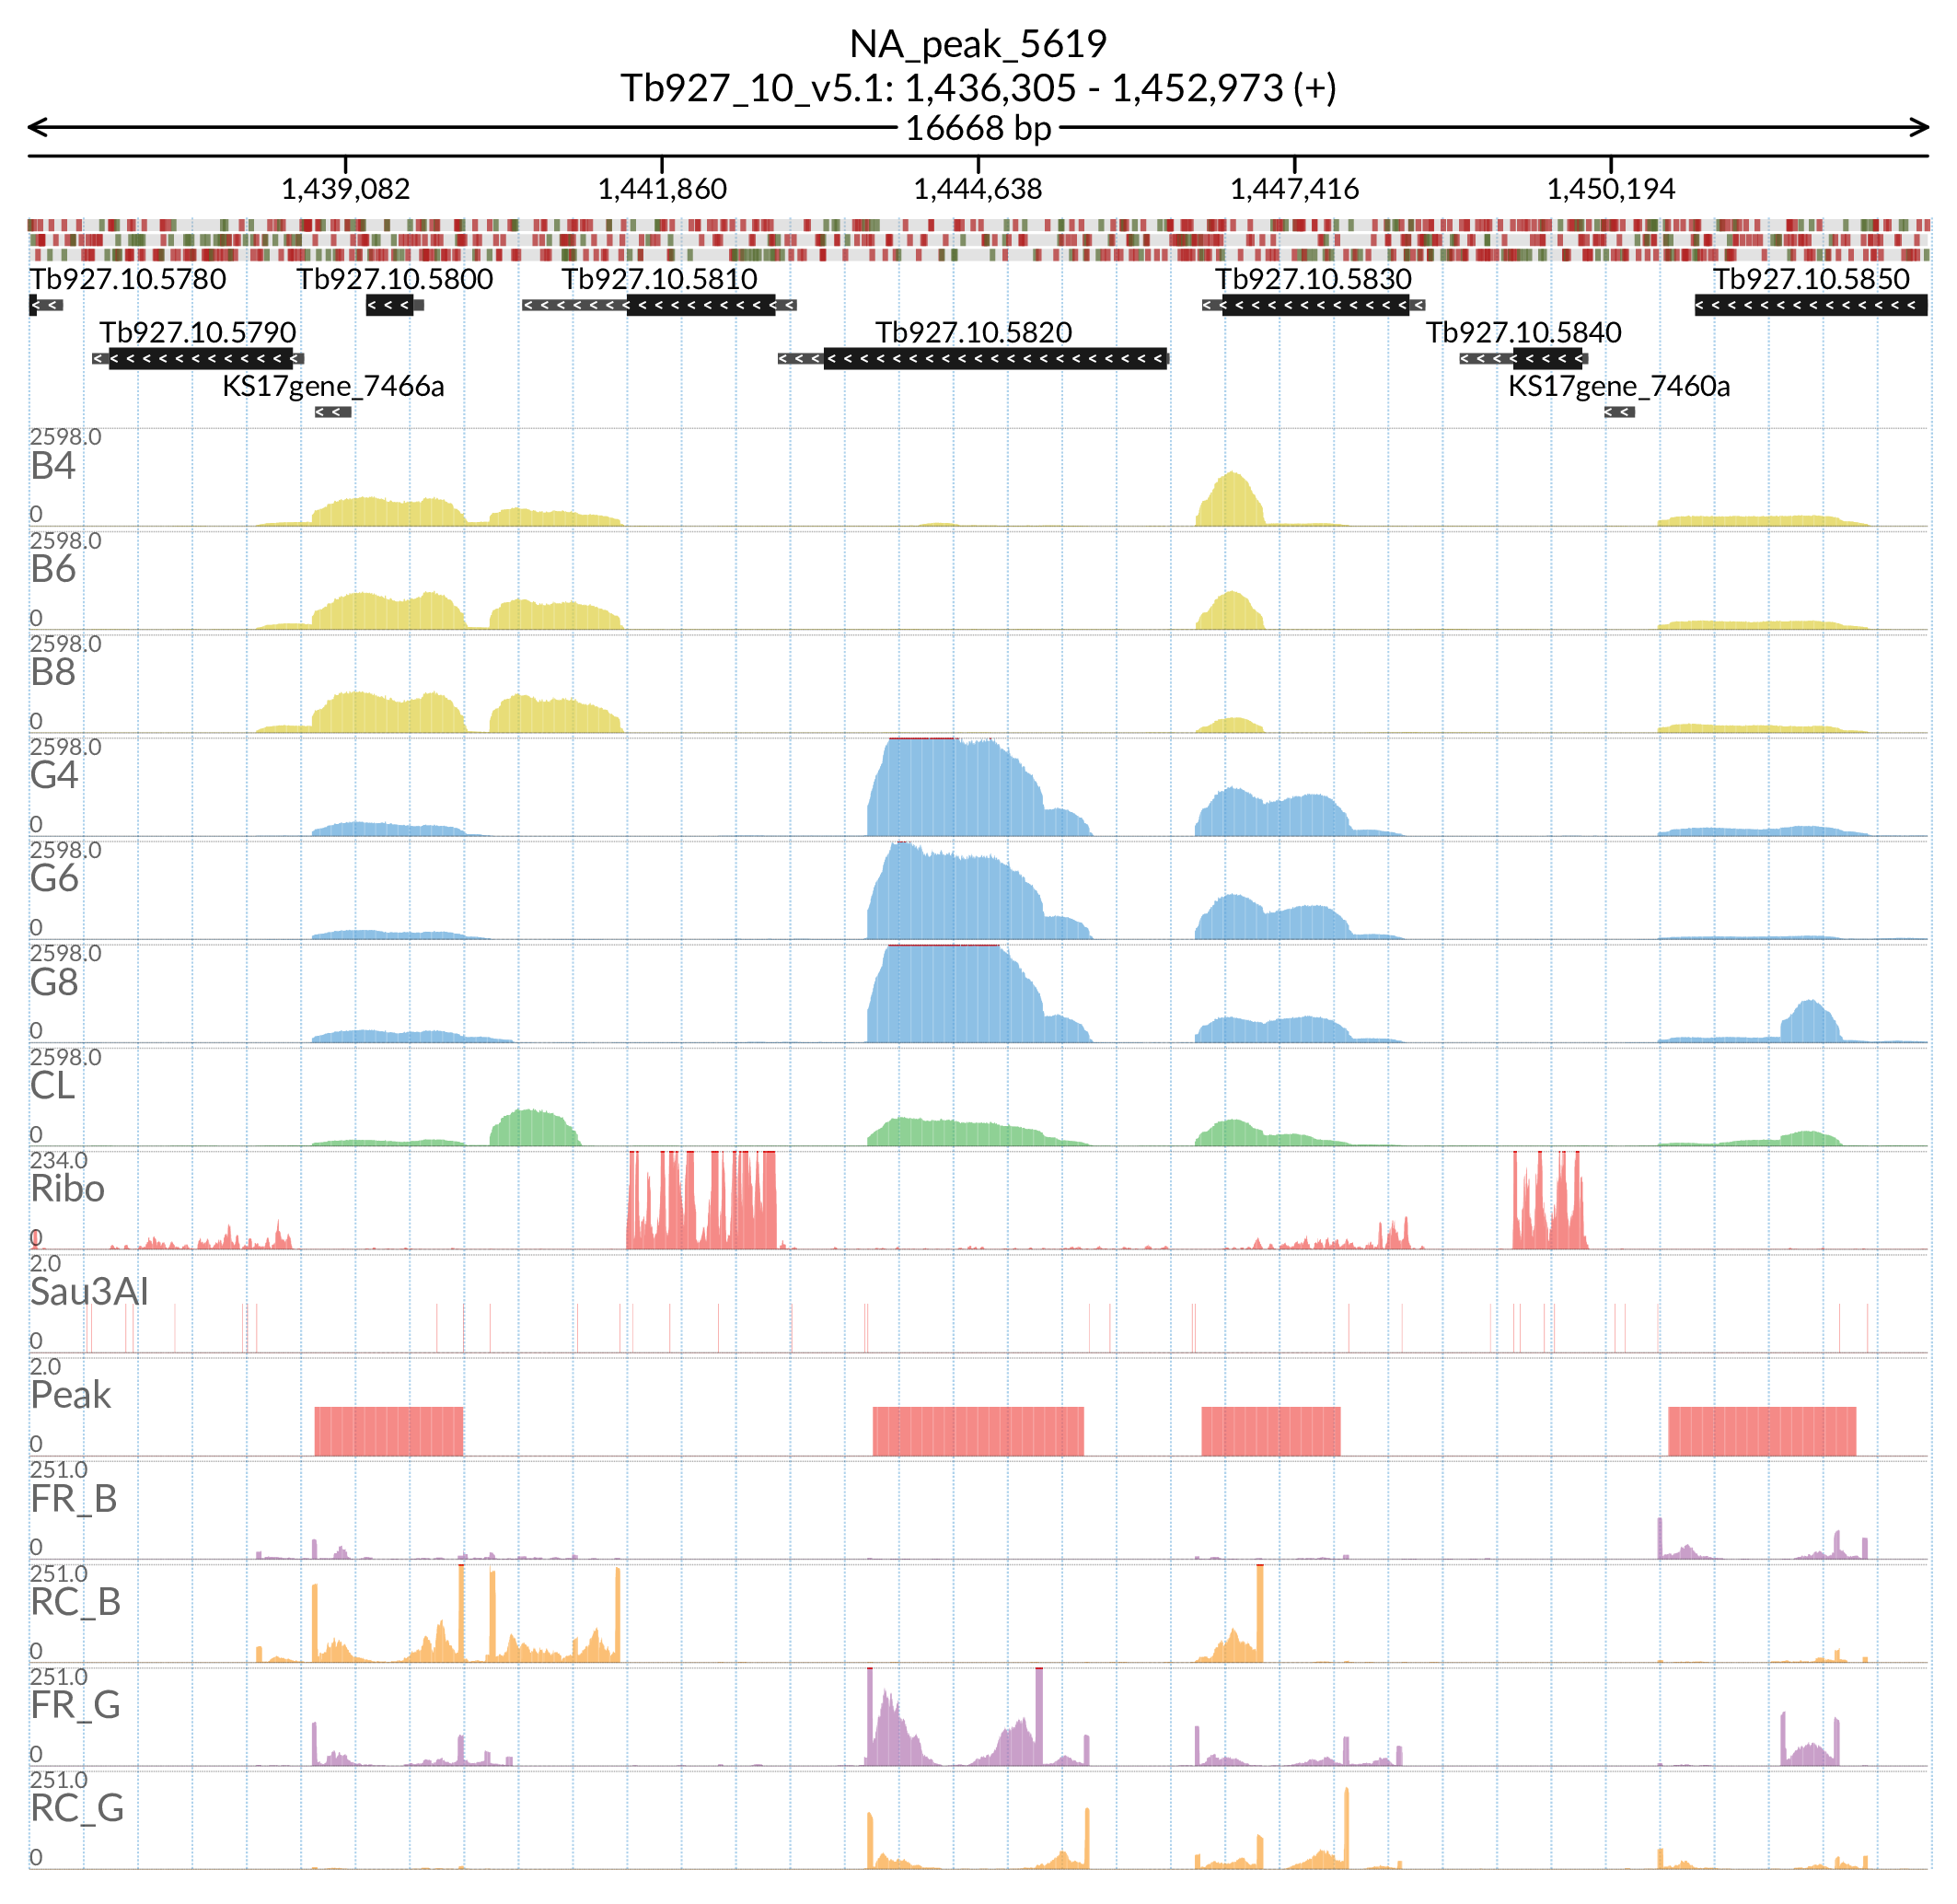 NA_peak_5619
Tb927_10_v5.1: 1,436,305 - 1,452,973 (+)
16668 bp
1,439,082 1,441,860 1,444,638 1,447,416 1,450,194
Tb927.10.5780 Tb927.10.5800 Tb927.10.5810 Tb927.10.5830 Tb927.10.5850
Tb927.10.5790 Tb927.10.5820 Tb927.10.5840
KS17gene_7466a KS17gene_7460a
2598.0
B4
0
2598.0
B6
0
2598.0
B8
0
2598.0
G4
0
2598.0
G6
0
2598.0
G8
0
2598.0
CL
0
234.0
Ribo
0
2.0
Sau3AI
0
2.0
Peak
0
251.0
FR_B
0
251.0
RC_B
0
251.0
FR_G
0
251.0
RC_G
0